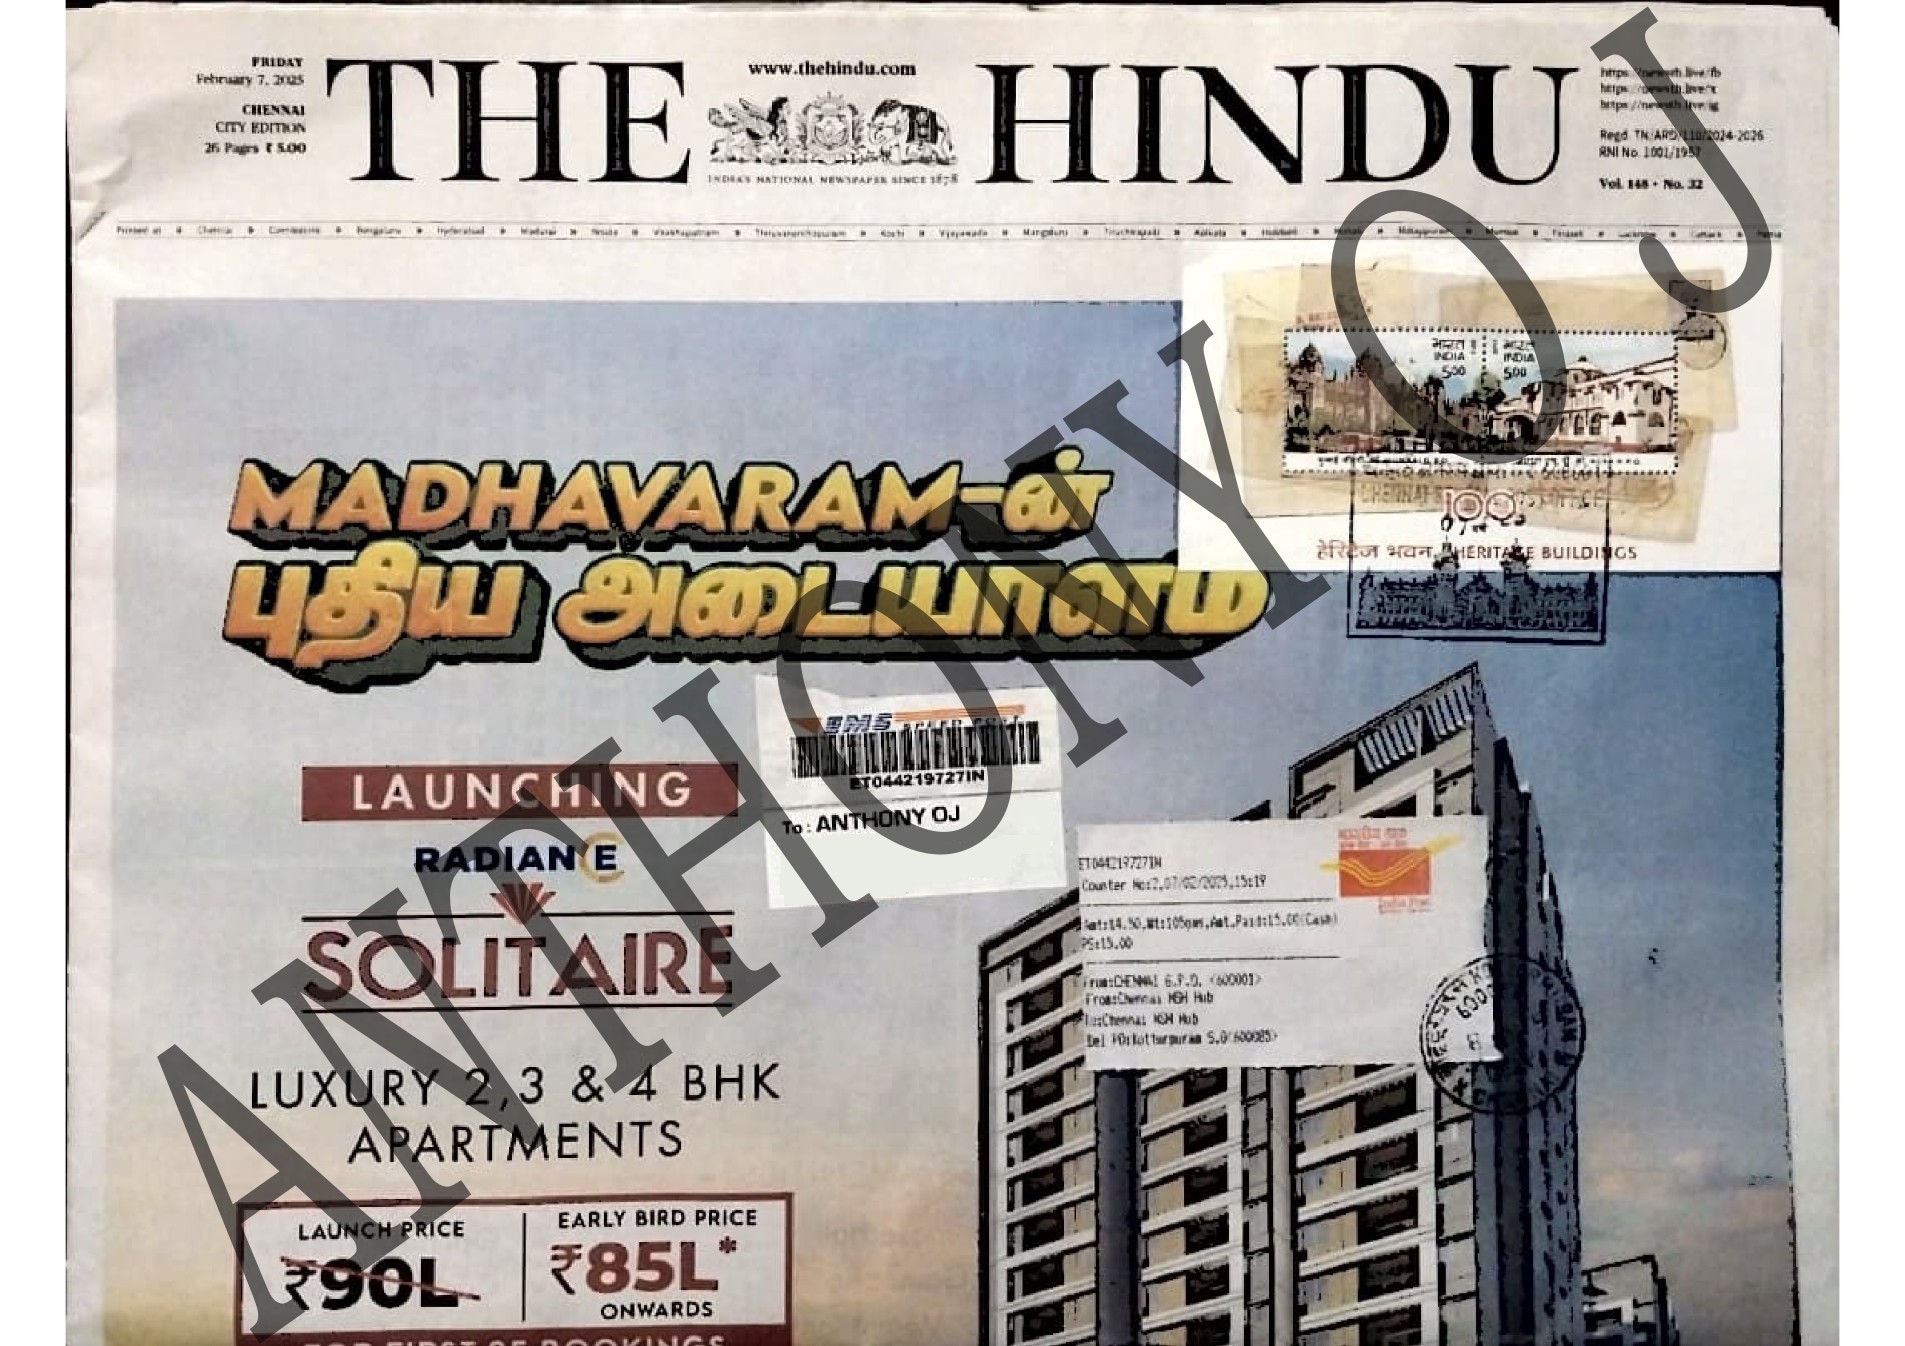 FRIDAY
February 7, 2025
CHENNAI
CITY EDITION
26 Pages ₹ 5.00
THE HINDU
www.thehindu.com
INDIA'S NATIONAL NEWSPAPER SINCE 1878
https://newsth.live/fb
https://newsth.live/x
https://newsth.live/ig
Regd. TN/ARD/110/2024-2026
RNI No. 1001/1957
Vol. 148 • No. 32
Printed at • Chennai • Coimbatore • Bengaluru • Hyderabad • Madurai • Noida • Visakhapatnam • Thiruvananthapuram • Kochi • Vijayawada • Mangaluru • Tiruchirapalli • Kolkata • Hubballi • Mohali • Malappuram • Mumbai • Tirupati • Lucknow • Cuttack • Patna
भारत INDIA 5.00
भारत INDIA 5.00
100
हेरिटेज भवन HERITAGE BUILDINGS
MADHAVARAM-ன்
புதிய அடையாளம்
EMS SPEED POST
ET044219727IN
To : ANTHONY OJ
LAUNCHING
RADIANCE
SOLITAIRE
LUXURY 2,3 & 4 BHK
APARTMENTS
LAUNCH PRICE
₹90L
EARLY BIRD PRICE
₹85L*
ONWARDS
FOR FIRST 25 BOOKINGS
भारतीय डाक
India Post
ET044219727IN
Counter No:2,07/02/2025,15:19
Amt:14.50,Wt:105gms,Amt.Paid:15.00(Cash)
PS:15.00
From:CHENNAI G.P.O. <600001>
From:Chennai NSH Hub
To:Chennai NSH Hub
Del PO:Kotturpuram S.O<600085>
ANTHONY O J